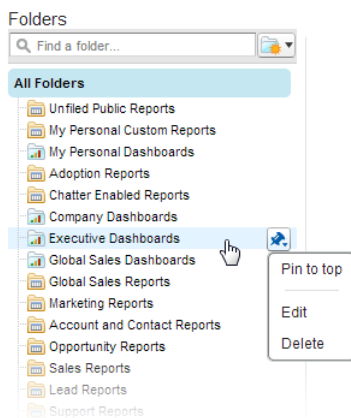 Folders
Find a folder...
All Folders
Unfiled Public Reports
My Personal Custom Reports
My Personal Dashboards
Adoption Reports
Chatter Enabled Reports
Company Dashboards
Executive Dashboards
Global Sales Dashboards
Pin to top
Global Sales Reports
Marketing Reports
Edit
Account and Contact Reports
Opportunity Reports
Delete
Sales Reports
Lead Reports
Support Reports